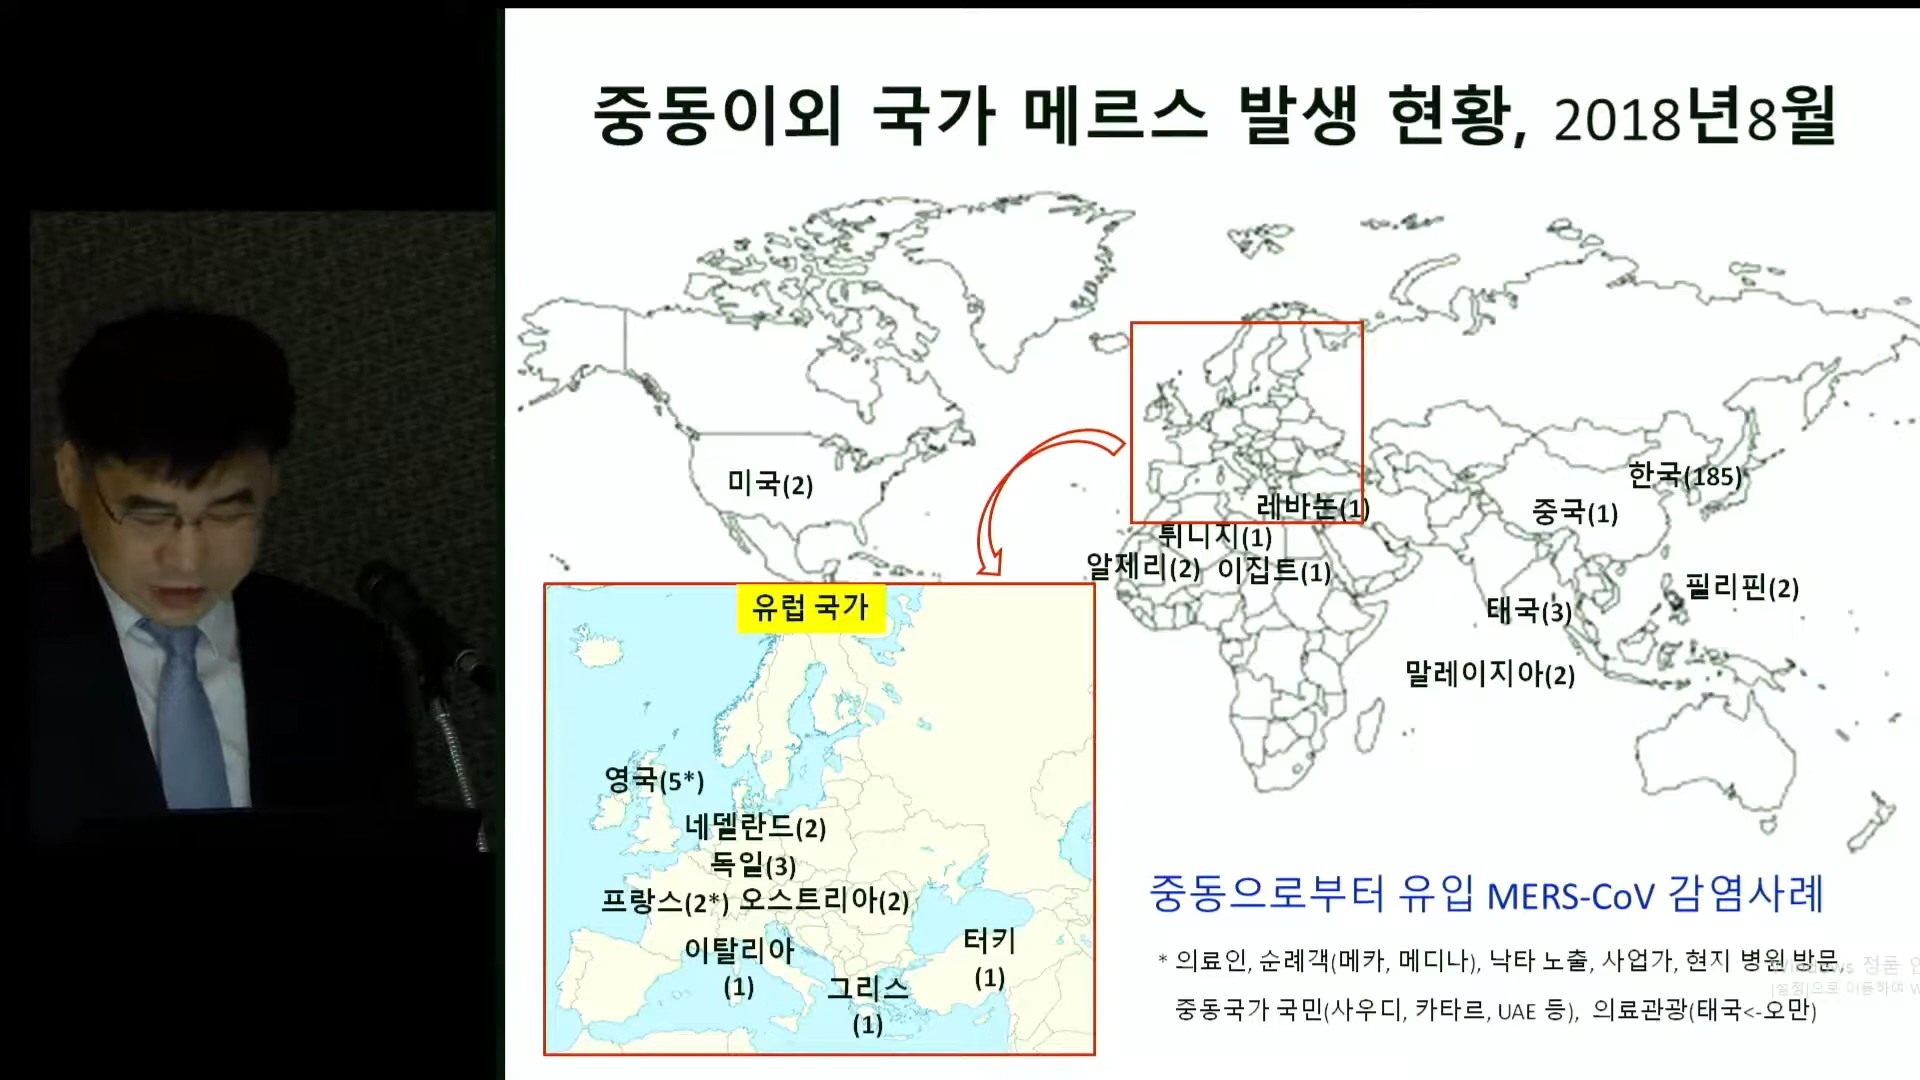 중동이외 국가 메르스 발생 현황, 2018년8월
미국(2)
한국(185)
중국(1)
레바논(1)
튀니지(1)
알제리(2) 이집트(1)
필리핀(2)
태국(3)
말레이지아(2)
유럽 국가
영국(5*)
네델란드(2)
독일(3)
프랑스(2*) 오스트리아(2)
이탈리아
(1)
그리스
(1)
터키
(1)
중동으로부터 유입 MERS-CoV 감염사례
* 의료인, 순례객(메카, 메디나), 낙타 노출, 사업가, 현지 병원 방문,
중동국가 국민(사우디, 카타르, UAE 등), 의료관광(태국<-오만)
Windows 정품